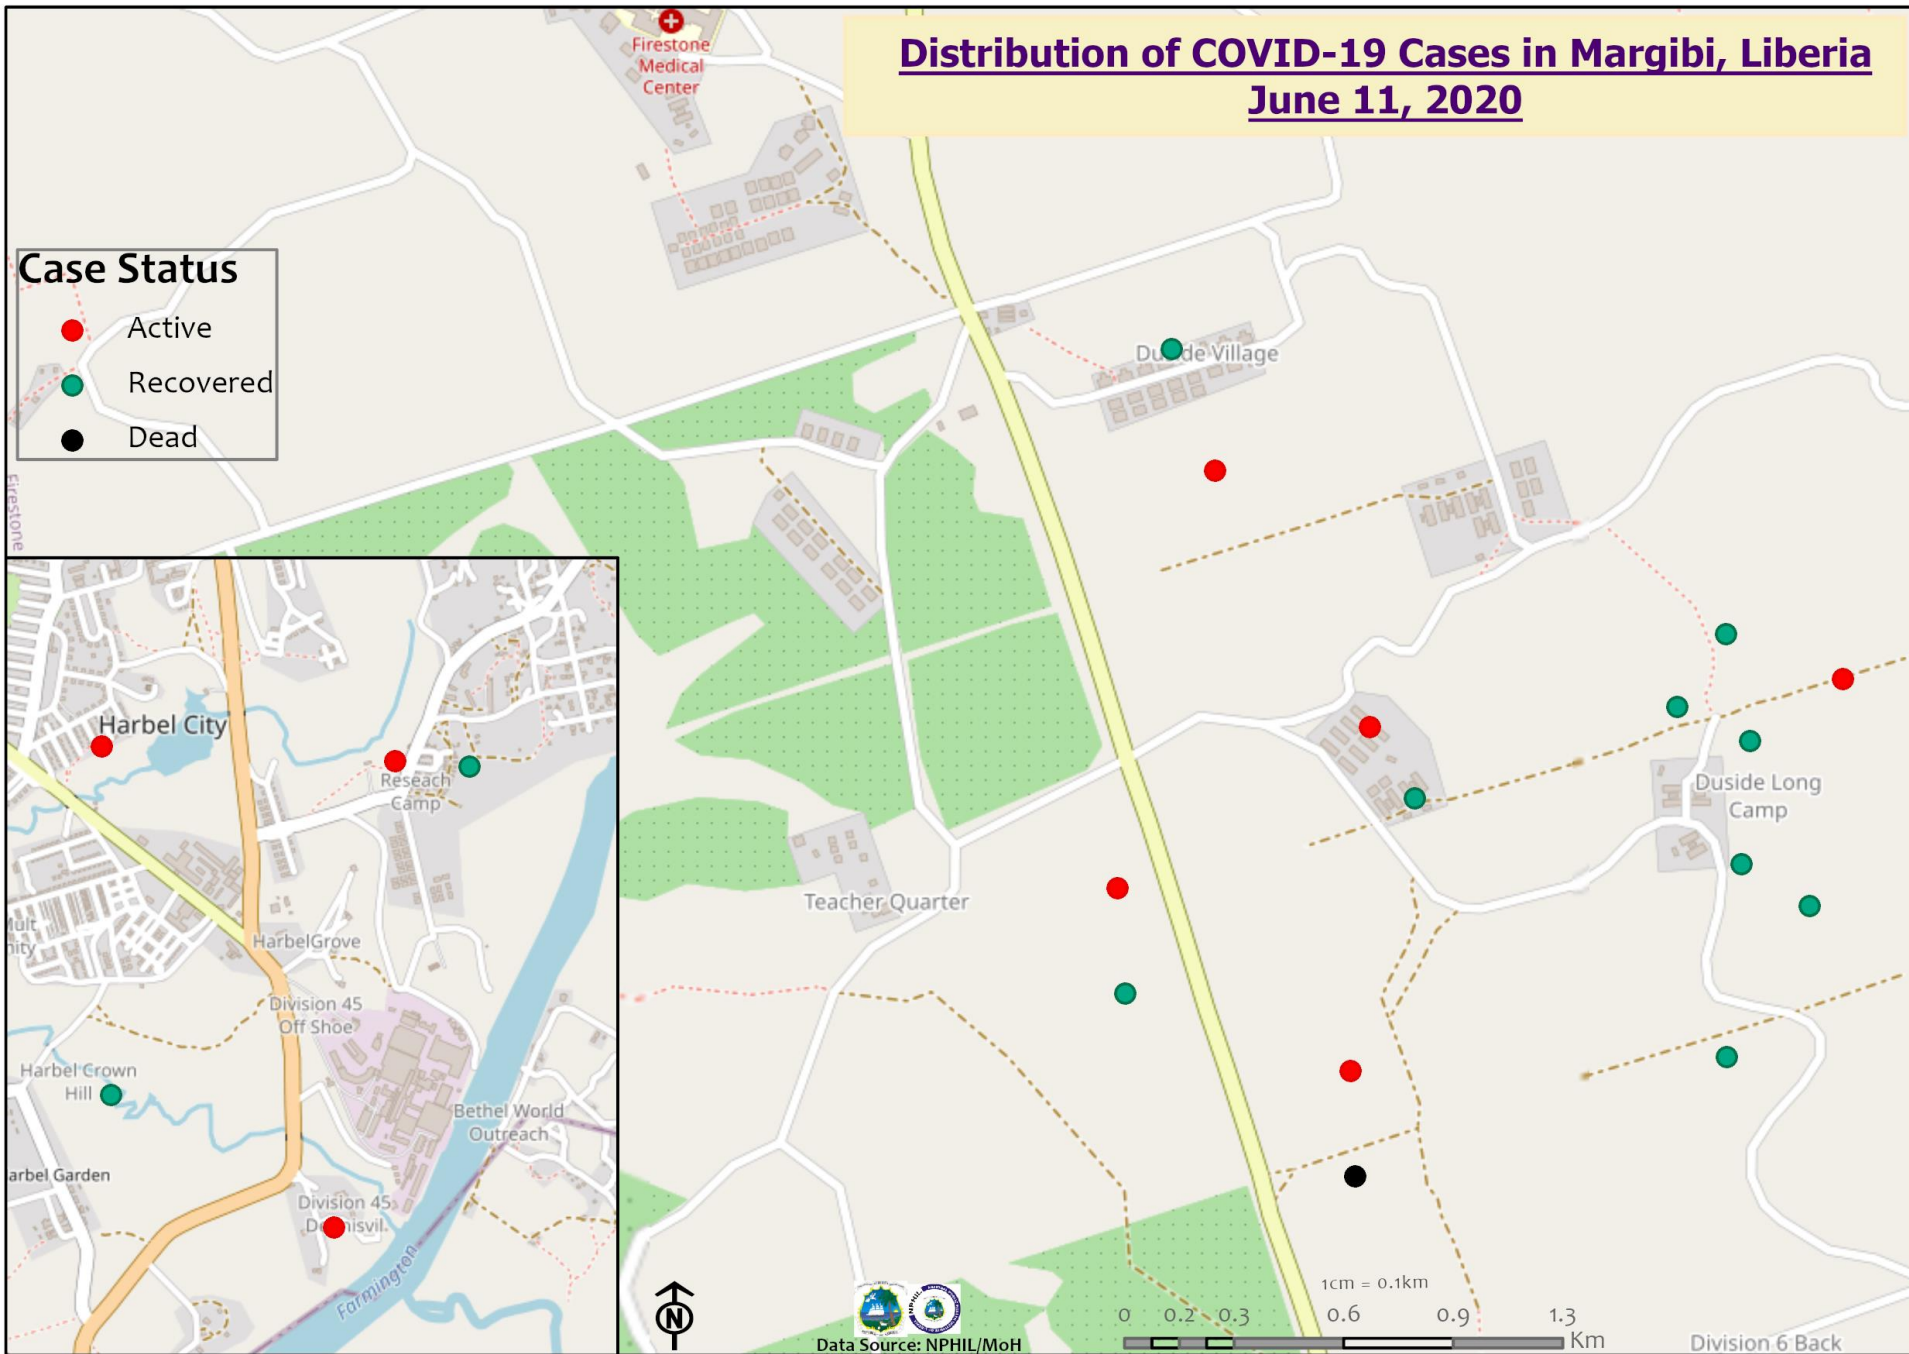 Distribution of COVID-19 Cases in Margibi, Liberia
June 11, 2020
Firestone
Medical
Center
Case Status
Active
Recovered
Dead
Firestone
Duside Village
Duside Long
Camp
Teacher Quarter
Harbel City
Reseach
Camp
HarbelGrove
Division 45
Off Shoe
Harbel Crown
Hill
Bethel World
Outreach
arbel Garden
Division 45
Farmington
N
Data Source: NPHIL/MoH
1cm = 0.1km
0 0.2 0.3 0.6 0.9 1.3
Km
Division 6 Back